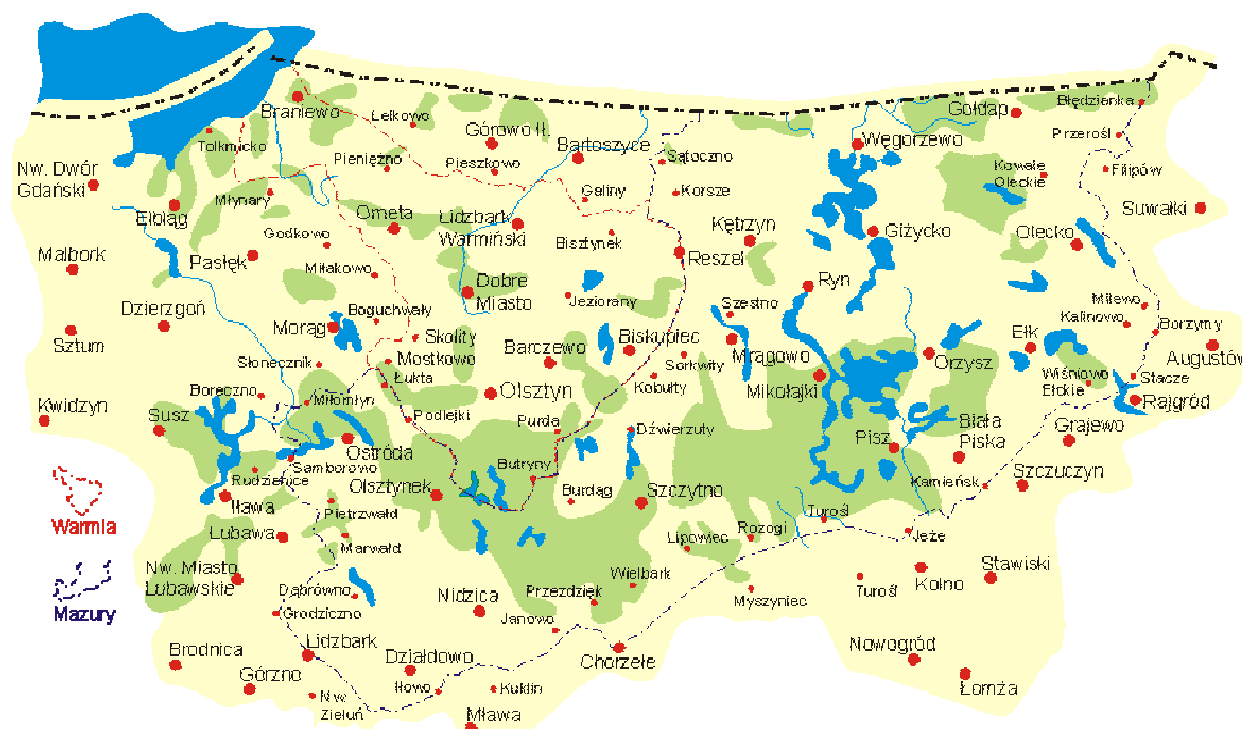 Braniewo
Lelkowo
Górowo Ił.
Bartoszyce
Sątoczno
Węgorzewo
Gołdap
Błędzianka
Przerośl
Tolkmicko
Pieniężno
Pieszkowo
Nw. Dwór
Gdański
Elbląg
Młynary
Orneta
Lidzbark
Warmiński
Galiny
Korsze
Kowale
Oleckie
Filipów
Suwałki
Godkowo
Bisztynek
Kętrzyn
Giżycko
Olecko
Malbork
Pasłęk
Miłakowo
Reszel
Dobre
Miasto
Jeziorany
Ryn
Dzierzgoń
Boguchwały
Szestno
Milewo
Kalinowo
Borzymy
Morąg
Sztum
Skolity
Barczewo
Biskupiec
Mrągowo
Orzysz
Ełk
Augustów
Słonecznik
Mostkowo
Łukta
Sorkwity
Kobułty
Mikołajki
Wiśniowo
Ełckie
Stacze
Rajgród
Kwidzyn
Susz
Boreczno
Miłomłyn
Olsztyn
Podlejki
Purda
Dźwierzuty
Pisz
Biała
Piska
Grajewo
Ostróda
Samborowo
Rudzienice
Butryny
Kamieńsk
Szczuczyn
Iława
Olsztynek
Burdąg
Szczytno
Warmia
Pietrzwałd
Rozogi
Turośl
Lubawa
Marwałd
Lipowiec
Jeże
Nw. Miasto
Lubawskie
Dąbrówno
Nidzica
Przeździęk
Wielbark
Myszyniec
Turośl
Kolno
Stawiski
Mazury
Grodziczno
Janowo
Brodnica
Lidzbark
Działdowo
Chorzele
Nowogród
Górzno
Iłowo
Kuklin
Łomża
Nw.
Zieluń
Mława